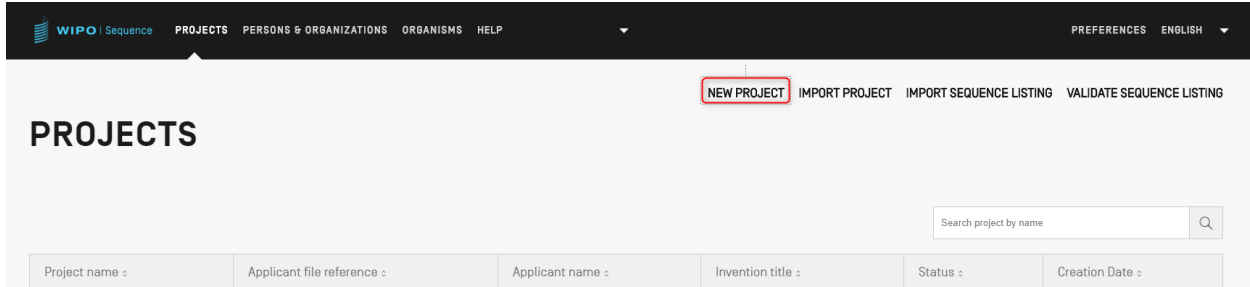 WIPO | Sequence PROJECTS PERSONS & ORGANIZATIONS ORGANISMS HELP PREFERENCES ENGLISH
NEW PROJECT IMPORT PROJECT IMPORT SEQUENCE LISTING VALIDATE SEQUENCE LISTING
PROJECTS
Search project by name
Project name Applicant file reference Applicant name Invention title Status Creation Date